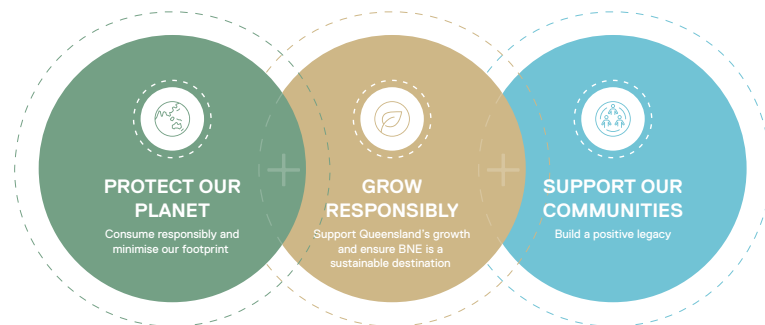 PROTECT OUR
PLANET
Consume responsibly and
minimise our footprint
GROW
RESPONSIBLY
Support Queensland's growth
and ensure BNE is a
sustainable destination
SUPPORT OUR
COMMUNITIES
Build a positive legacy